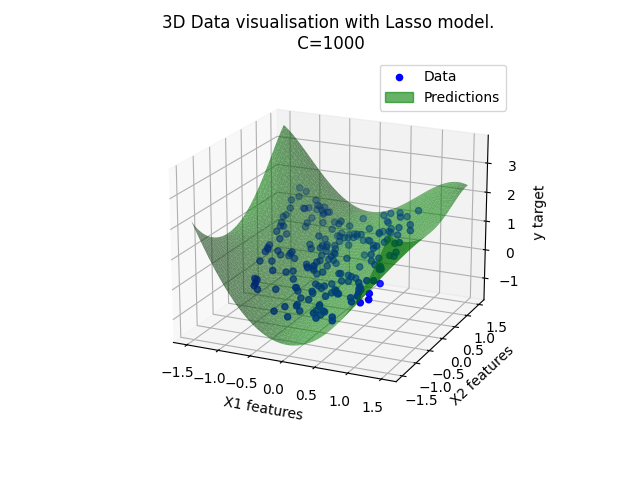 3D Data visualisation with Lasso model.
C=1000
Data
Predictions
3
2
1
0
−1
y target
−1.5
−1.0
−0.5
0.0
0.5
1.0
1.5
X1 features
1.5
1.0
0.5
0.0
−0.5
−1.0
−1.5
X2 features